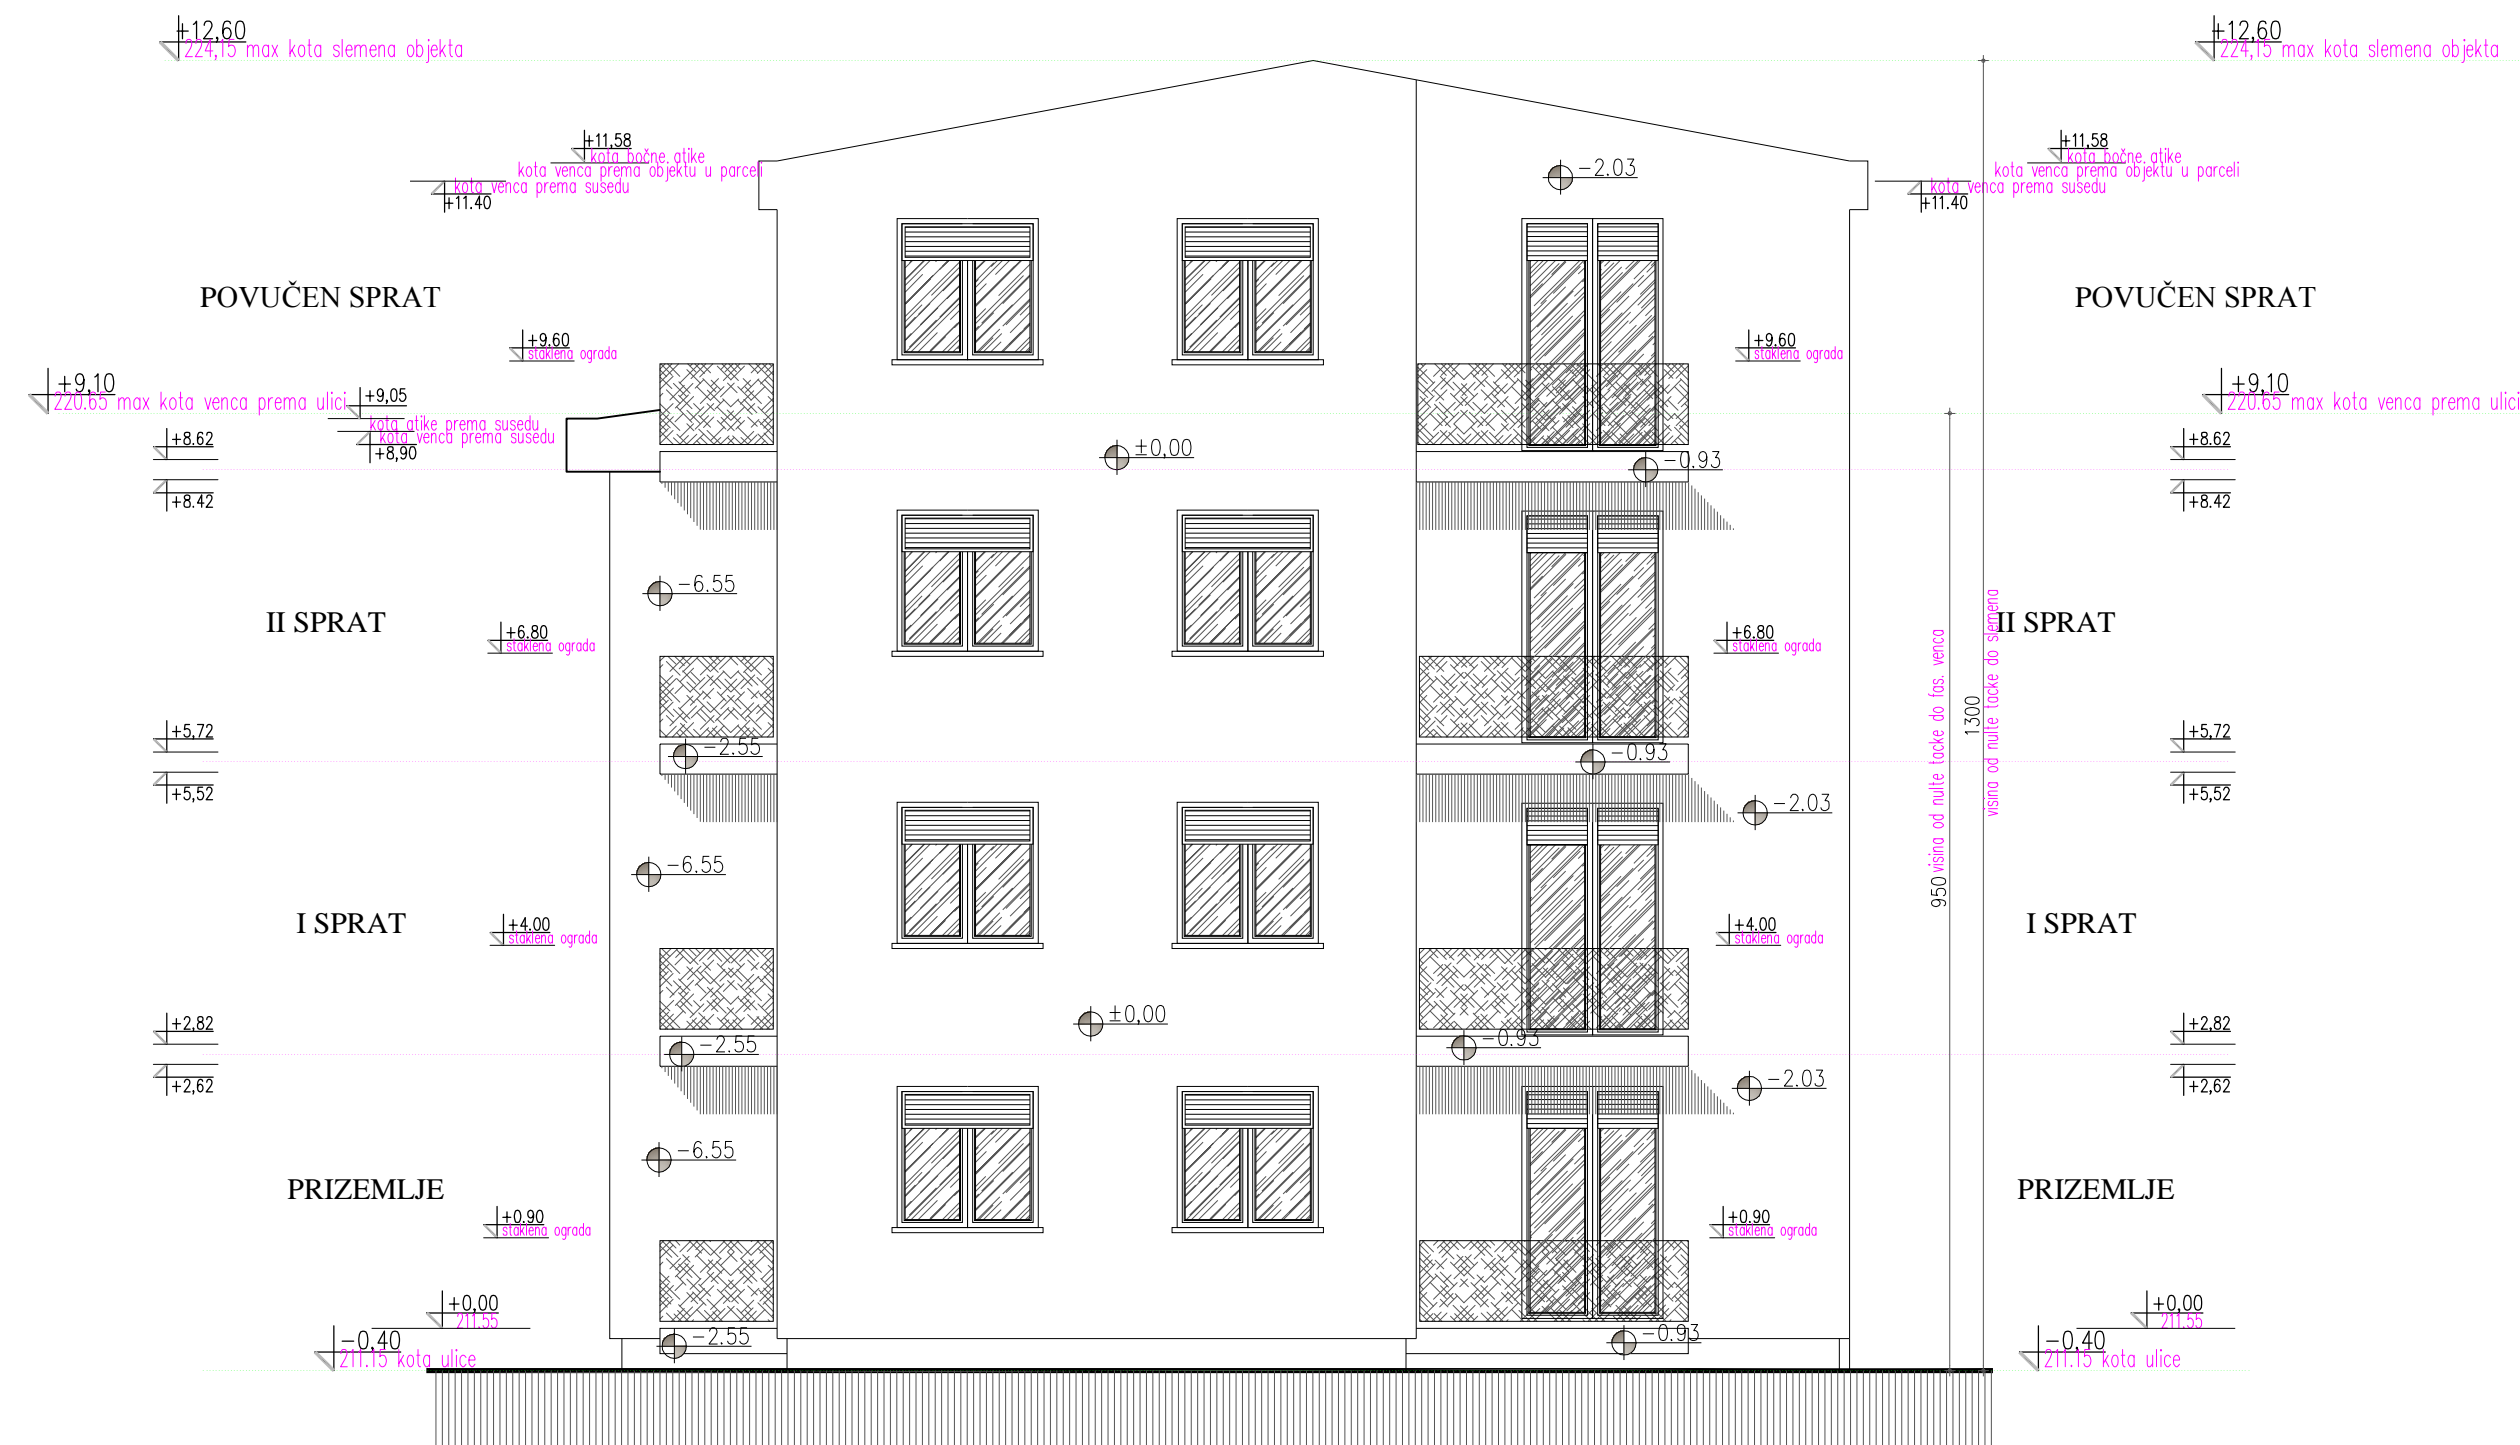 +12,60 +12,60
224,15 max kota slemena objekta 224,15 max kota slemena objekta
+11,58 +11,58
kota bočne atike kota bočne atike
-2.03
kota venca prema objektu u parceli kota venca prema objektu u parceli
kota venca prema susedu kota venca prema susedu
+11.40 +11.40
POVUČEN SPRAT POVUČEN SPRAT
+9.60 +9.60
staklena ograda staklena ograda
+9,10 +9,10
220.65 max kota venca prema ulici 220.65 max kota venca prema ulici
+9,05
kota atike prema susedu
kota venca prema susedu
+8,90
+8.62 +8.62
±0,00
-0.93
+8.42 +8.42
-6.55
II SPRAT II SPRAT
+6.80 +6.80
staklena ograda staklena ograda
950 visina od nulte tacke do fas. venca
1300
visina od nulte tacke do slemena
+5,72 +5,72
-2.55 -0.93
+5,52 +5,52
-2.03
-6.55
I SPRAT I SPRAT
+4.00 +4.00
staklena ograda staklena ograda
±0,00
+2,82 +2,82
-2.55 -0.93
+2,62 +2,62
-2.03
-6.55
PRIZEMLJE PRIZEMLJE
+0.90 +0.90
staklena ograda staklena ograda
+0,00 +0,00
211.55 211.55
-2.55 -0.93
-0,40 -0,40
211.15 kota ulice 211.15 kota ulice